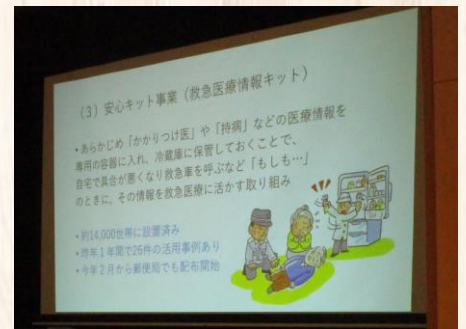 （3）安心キット事業（救急医療情報キット）
• あらかじめ「かかりつけ医」や「持病」などの医療情報を
専用の容器に入れ、冷蔵庫に保管しておくことで、
自宅で具合が悪くなり救急車を呼ぶなど「もしも…」
のときに、その情報を救急医療に活かす取り組み
• 約14,000世帯に設置済み
• 昨年１年間で26件の活用事例あり
• 今年２月から郵便局でも配布開始